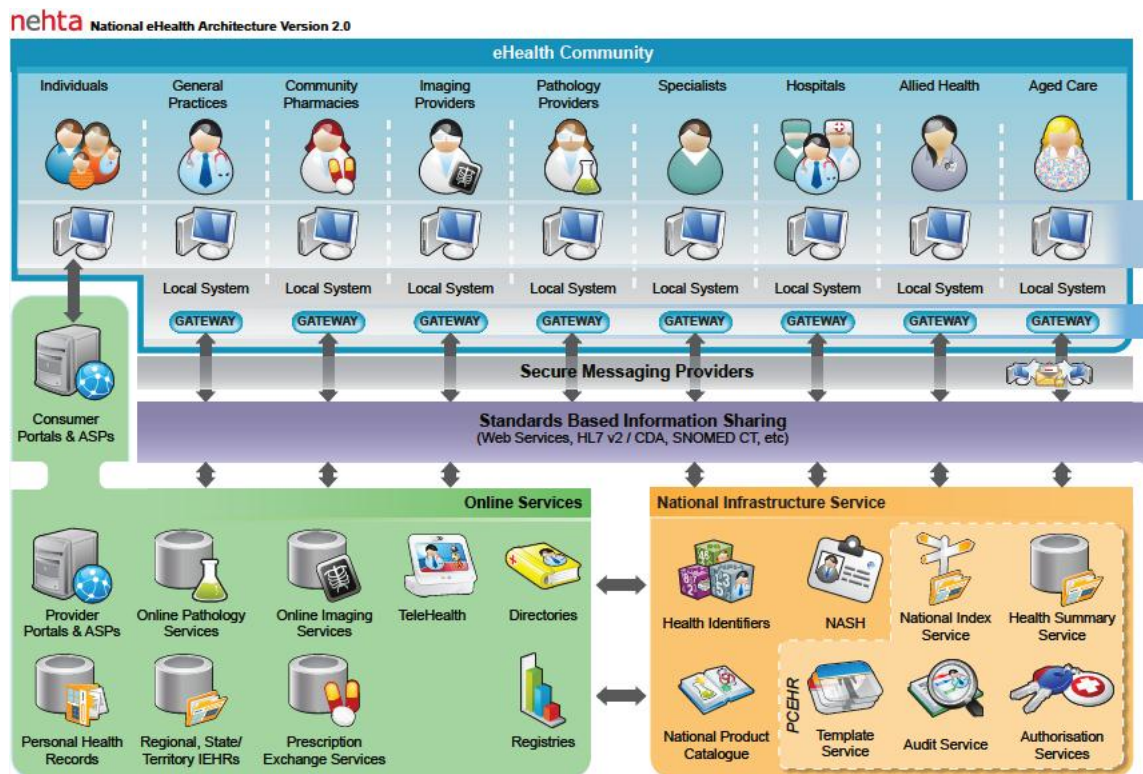 nehta National eHealth Architecture Version 2.0
eHealth Community
Individuals
General
Practices
Community
Pharmacies
Imaging
Providers
Pathology
Providers
Specialists
Hospitals
Allied Health
Aged Care
Local System
Local System
Local System
Local System
Local System
Local System
Local System
Local System
GATEWAY
GATEWAY
GATEWAY
GATEWAY
GATEWAY
GATEWAY
GATEWAY
GATEWAY
Secure Messaging Providers
Consumer
Portals & ASPs
Standards Based Information Sharing
(Web Services, HL7 v2 / CDA, SNOMED CT, etc)
Online Services
Provider
Portals & ASPs
Online Pathology
Services
Online Imaging
Services
TeleHealth
Directories
Personal Health
Records
Regional, State/
Territory IEHRs
Prescription
Exchange Services
Registries
National Infrastructure Service
Health Identifiers
NASH
National Index
Service
Health Summary
Service
National Product
Catalogue
PCEHR
Template
Service
Audit Service
Authorisation
Services